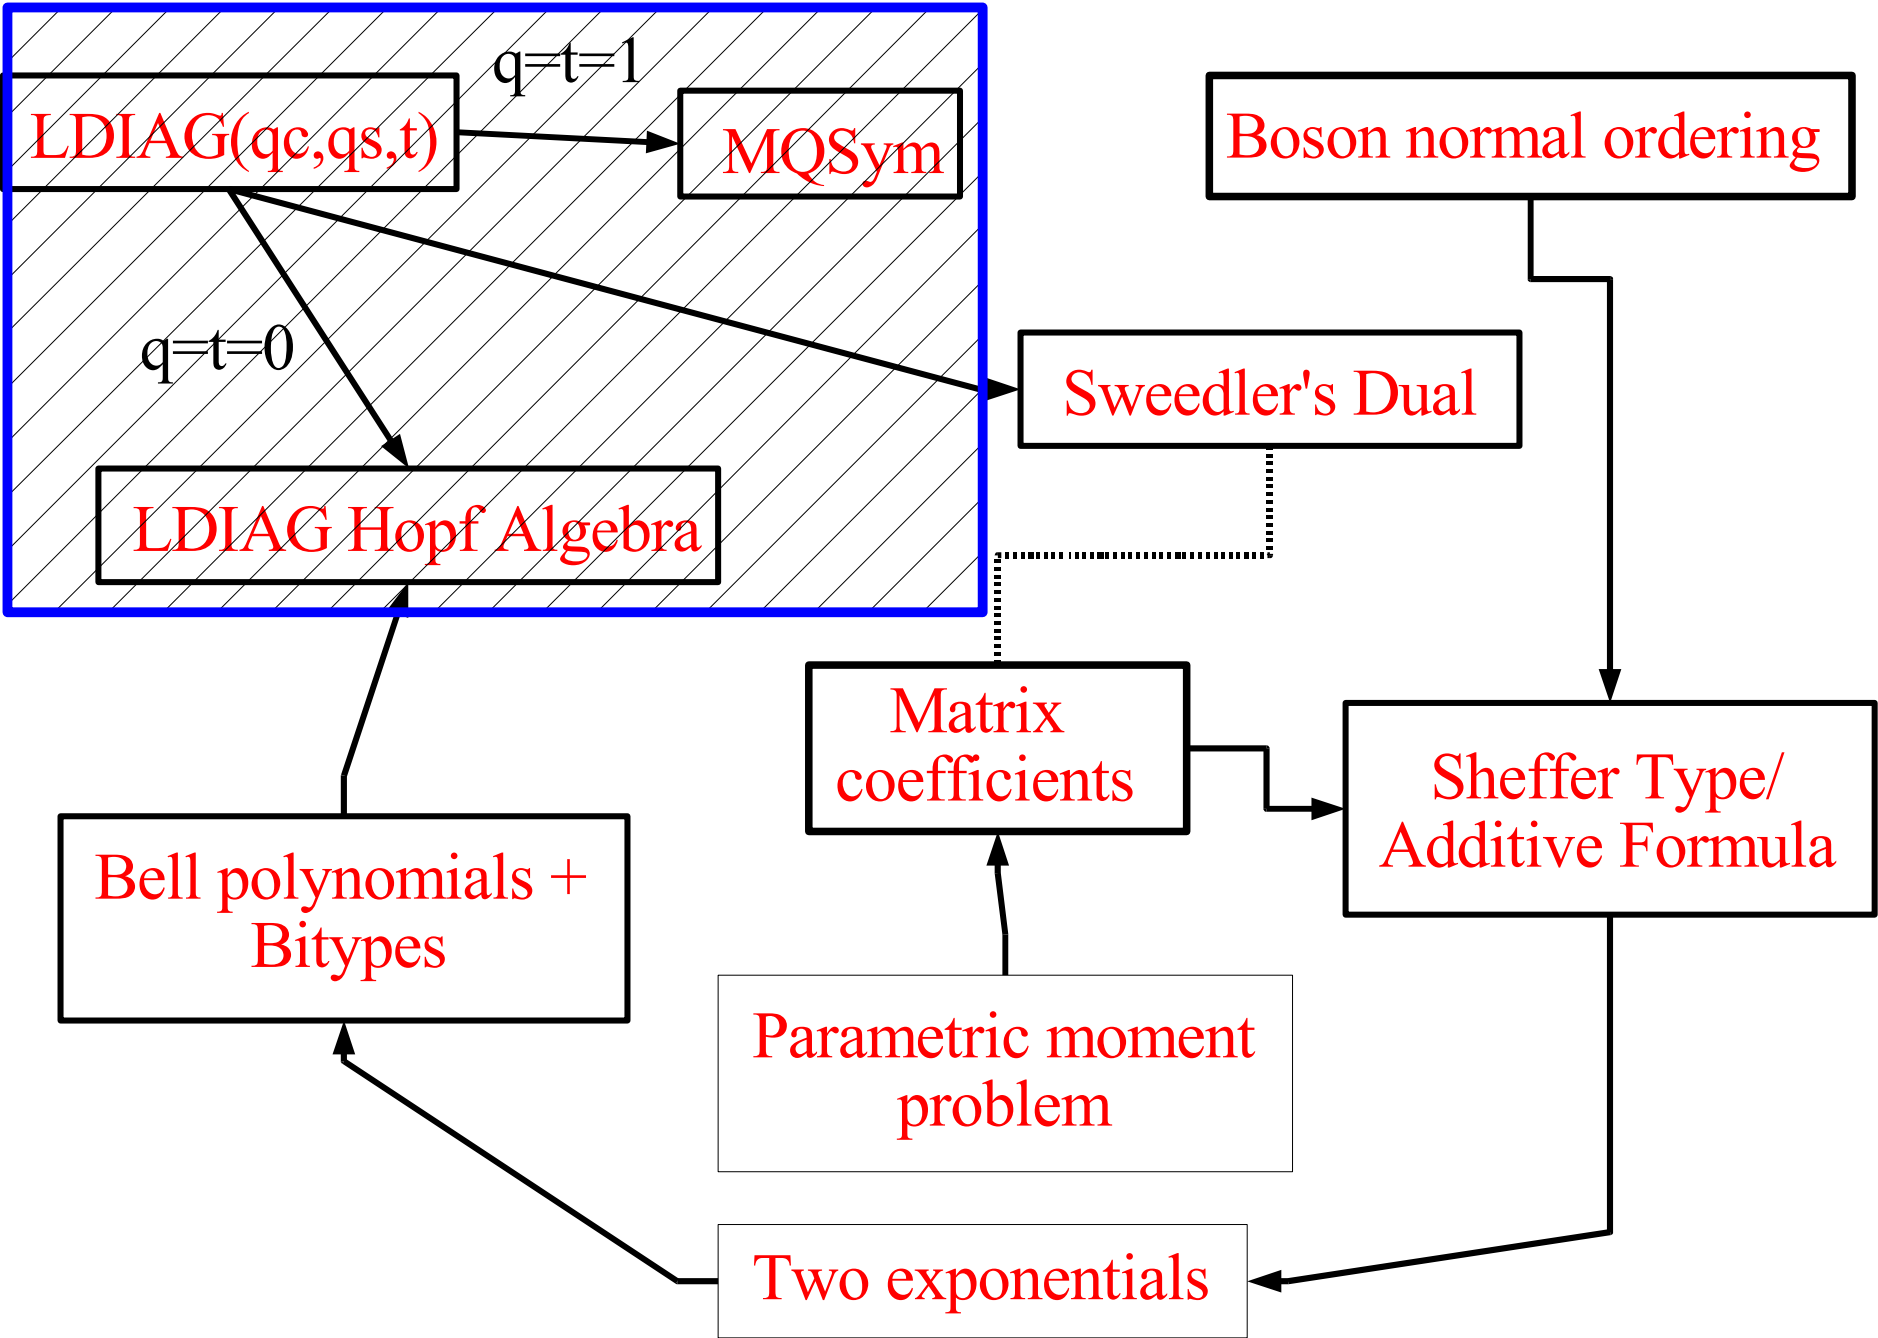 q=t=1
LDIAG(qc,qs,t)
MQSym
Boson normal ordering
q=t=0
Sweedler's Dual
LDIAG Hopf Algebra
Matrix
coefficients
Sheffer Type/
Additive Formula
Bell polynomials +
Bitypes
Parametric moment
problem
Two exponentials